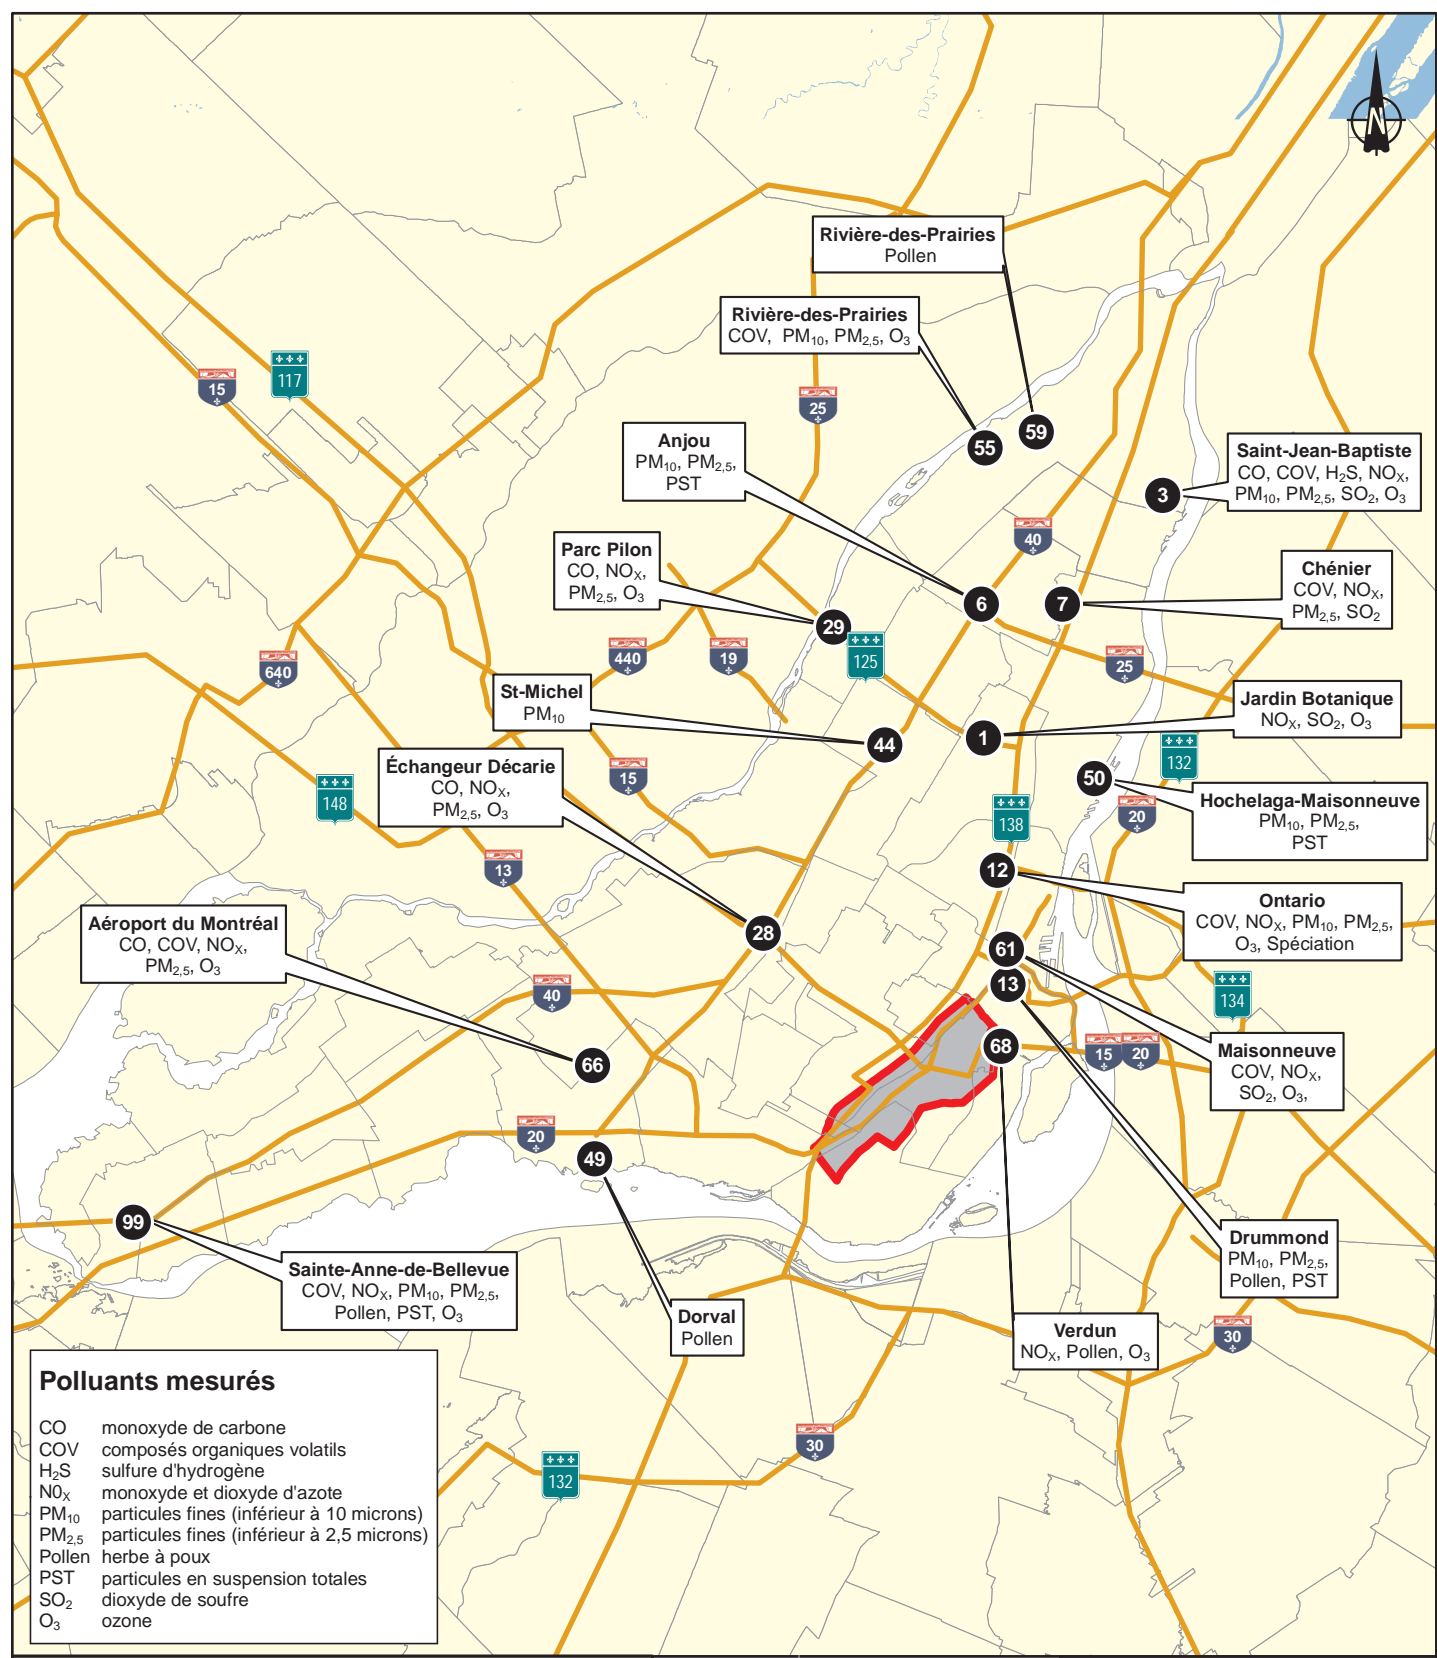 N
Rivière-des-Prairies
Pollen
Rivière-des-Prairies
COV, PM10, PM2,5, O3
117
15
25
59
55
Anjou
PM10, PM2,5,
PST
Saint-Jean-Baptiste
CO, COV, H2S, NOX,
PM10, PM2,5, SO2, O3
3
40
Parc Pilon
CO, NOX,
PM2,5, O3
Chénier
COV, NOX,
PM2,5, SO2
6
7
29
125
440
19
640
25
St-Michel
PM10
Jardin Botanique
NOX, SO2, O3
44
1
132
Échangeur Décarie
CO, NOX,
PM2,5, O3
15
50
148
Hochelaga-Maisonneuve
PM10, PM2,5,
PST
138
20
13
12
Ontario
COV, NOX, PM10, PM2,5,
O3, Spéciation
Aéroport du Montréal
CO, COV, NOX,
PM2,5, O3
28
61
13
40
134
68
15
20
Maisonneuve
COV, NOX,
SO2, O3,
66
20
49
99
Drummond
PM10, PM2,5,
Pollen, PST
Sainte-Anne-de-Bellevue
COV, NOX, PM10, PM2,5,
Pollen, PST, O3
Dorval
Pollen
Verdun
NOX, Pollen, O3
30
Polluants mesurés
CO monoxyde de carbone
COV composés organiques volatils
H2S sulfure d'hydrogène
N0X monoxyde et dioxyde d'azote
PM10 particules fines (inférieur à 10 microns)
PM2,5 particules fines (inférieur à 2,5 microns)
Pollen herbe à poux
PST particules en suspension totales
SO2 dioxyde de soufre
O3 ozone
30
132